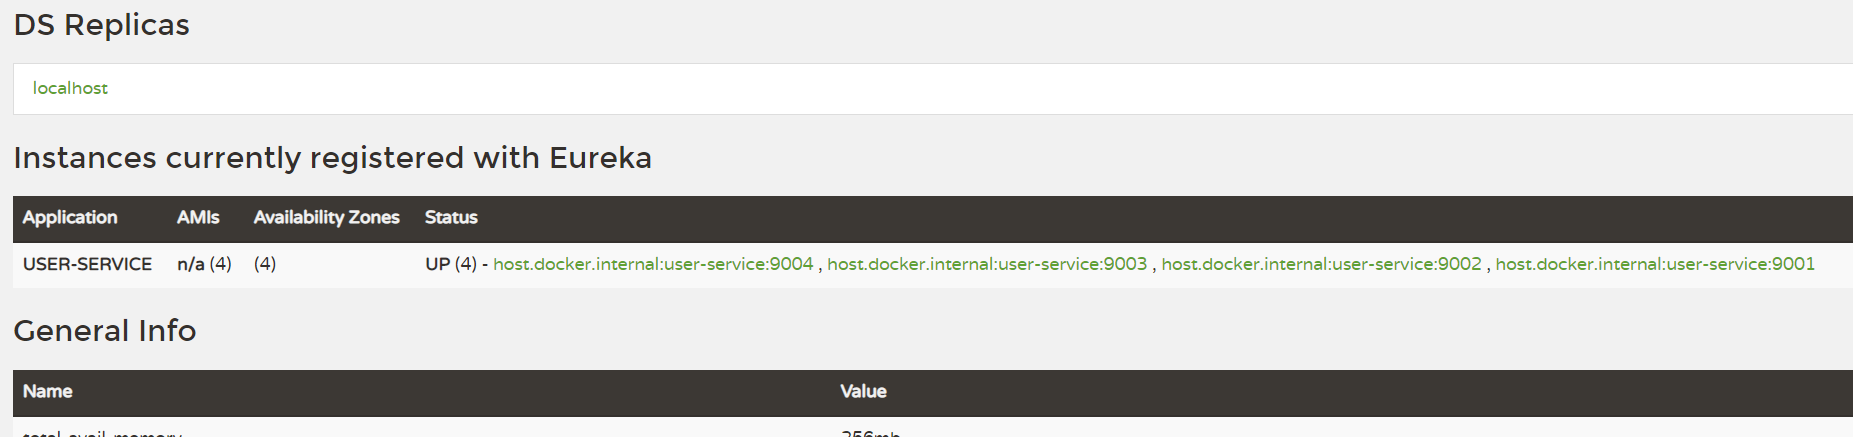 DS Replicas
localhost
Instances currently registered with Eureka
Application AMIs Availability Zones Status
USER-SERVICE n/a (4) (4) UP (4) - host.docker.internal:user-service:9004 , host.docker.internal:user-service:9003 , host.docker.internal:user-service:9002 , host.docker.internal:user-service:9001
General Info
Name Value